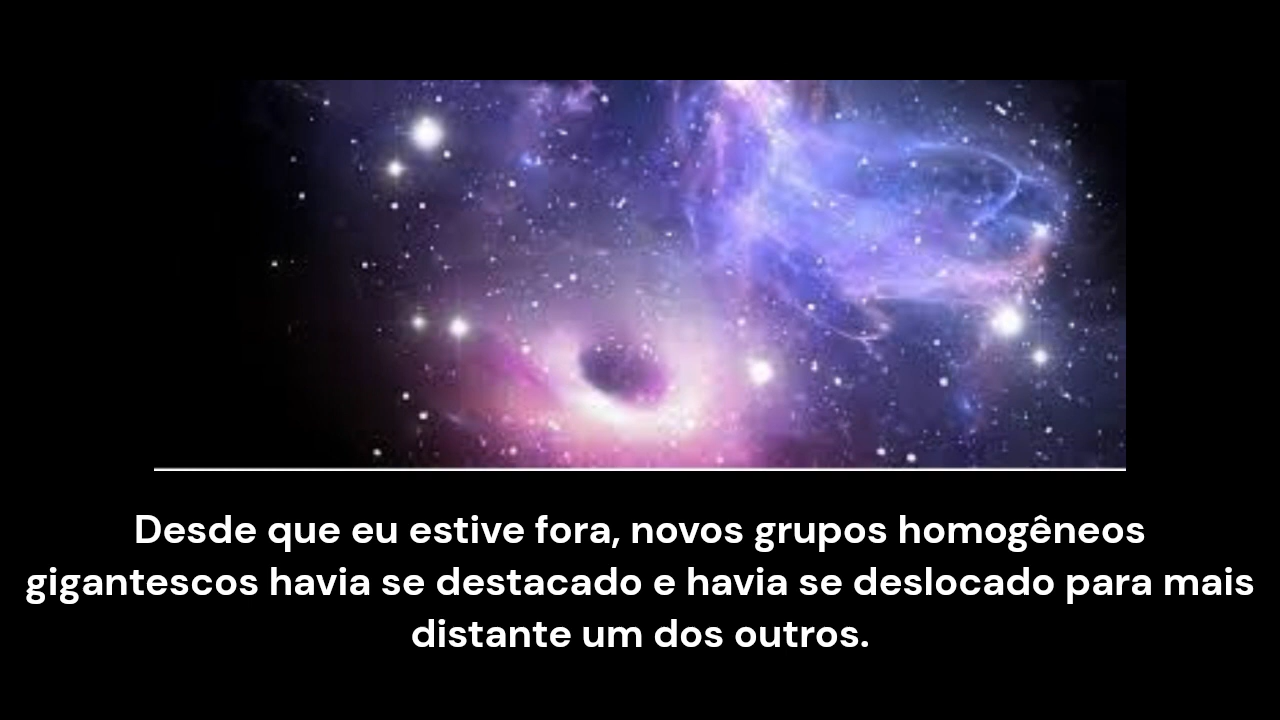 Desde que eu estive fora, novos grupos homogêneos
gigantescos havia se destacado e havia se deslocado para mais
distante um dos outros.